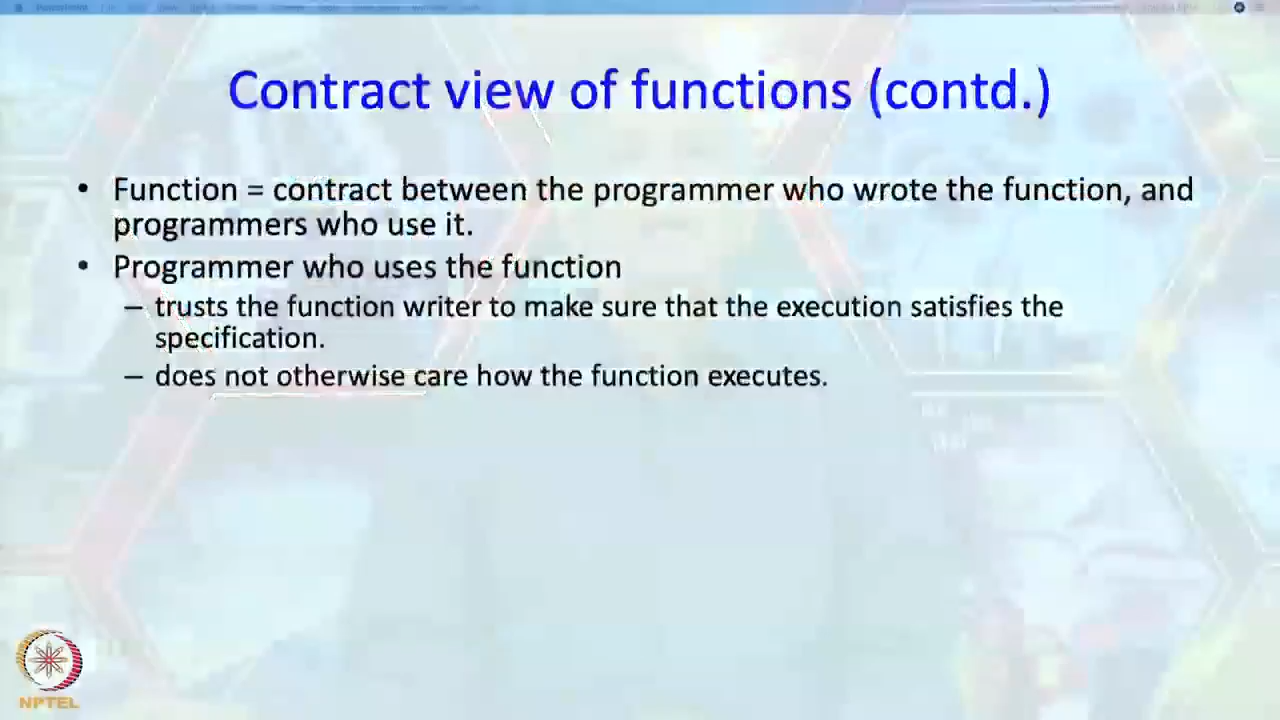 Contract view of functions (contd.)
• Function = contract between the programmer who wrote the function, and
programmers who use it.
• Programmer who uses the function
– trusts the function writer to make sure that the execution satisfies the
specification.
– does not otherwise care how the function executes.
NPTEL